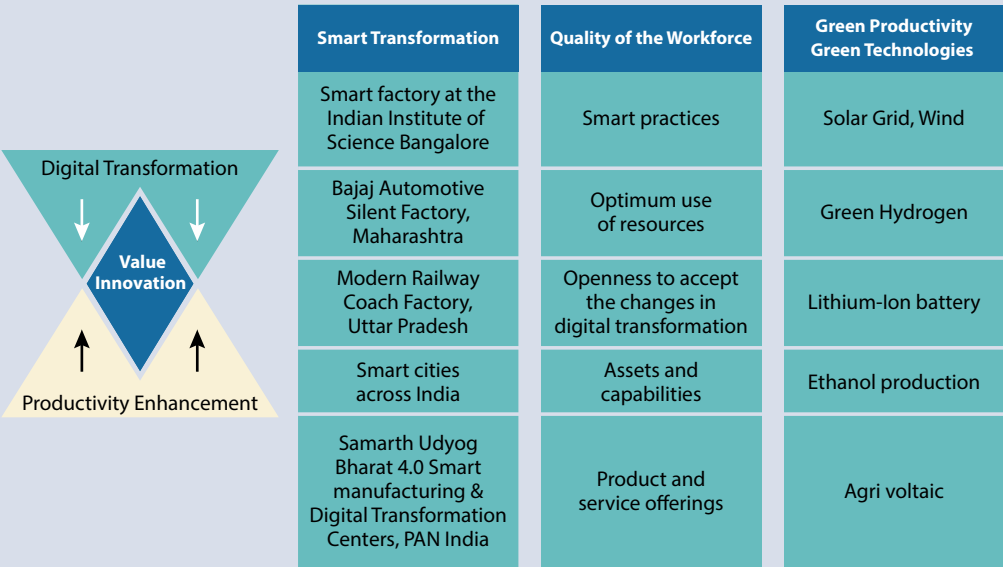 Digital Transformation
Value
Innovation
Productivity Enhancement
Smart Transformation
Smart factory at the
Indian Institute of
Science Bangalore
Bajaj Automotive
Silent Factory,
Maharashtra
Modern Railway
Coach Factory,
Uttar Pradesh
Smart cities
across India
Samarth Udyog
Bharat 4.0 Smart
manufacturing &
Digital Transformation
Centers, PAN India
Quality of the Workforce
Smart practices
Optimum use
of resources
Openness to accept
the changes in
digital transformation
Assets and
capabilities
Product and
service offerings
Green Productivity
Green Technologies
Solar Grid, Wind
Green Hydrogen
Lithium-Ion battery
Ethanol production
Agri voltaic